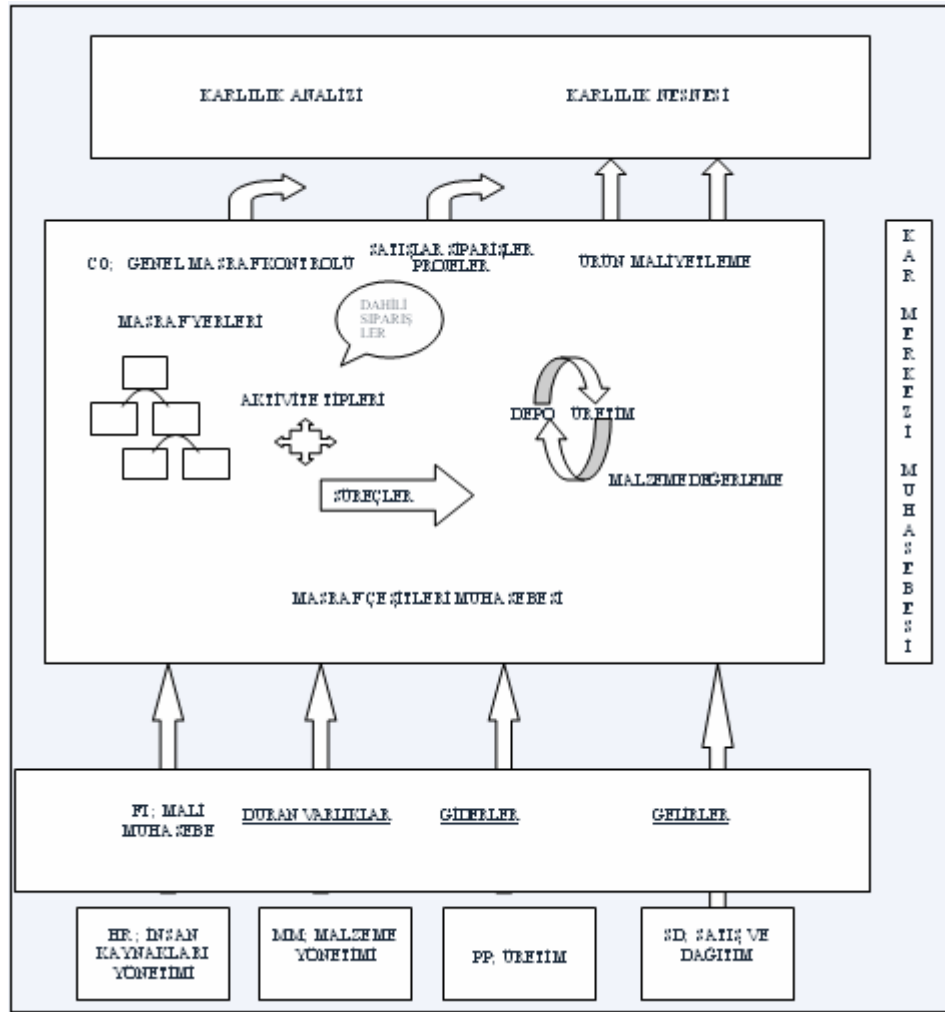 KARLILIK ANALİZİ
KARLILIK NESNESİ
CO; GENEL MASRAF KONTROLÜ
SATIŞLAR SİPARİŞLER
PROJELER
ÜRÜN MALİYETLEME
MASRAF YERLERİ
DAHİLİ
SİPARİŞ
LER
AKTİVİTE TİPLERİ
DEPO
ÜRETİM
SÜREÇLER
MALZEME DEĞERLEME
MASRAF ÇEŞİTLERİ MUHASEBESİ
KAR MERKEZİ MUHASEBESİ
FI; MALİ
MUHASEBE
DURAN VARLIKLAR
GİDERLER
GELİRLER
HR; İNSAN
KAYNAKLARI
YÖNETİMİ
MM; MALZEME
YÖNETİMİ
PP; ÜRETİM
SD; SATIŞ VE
DAĞITIM